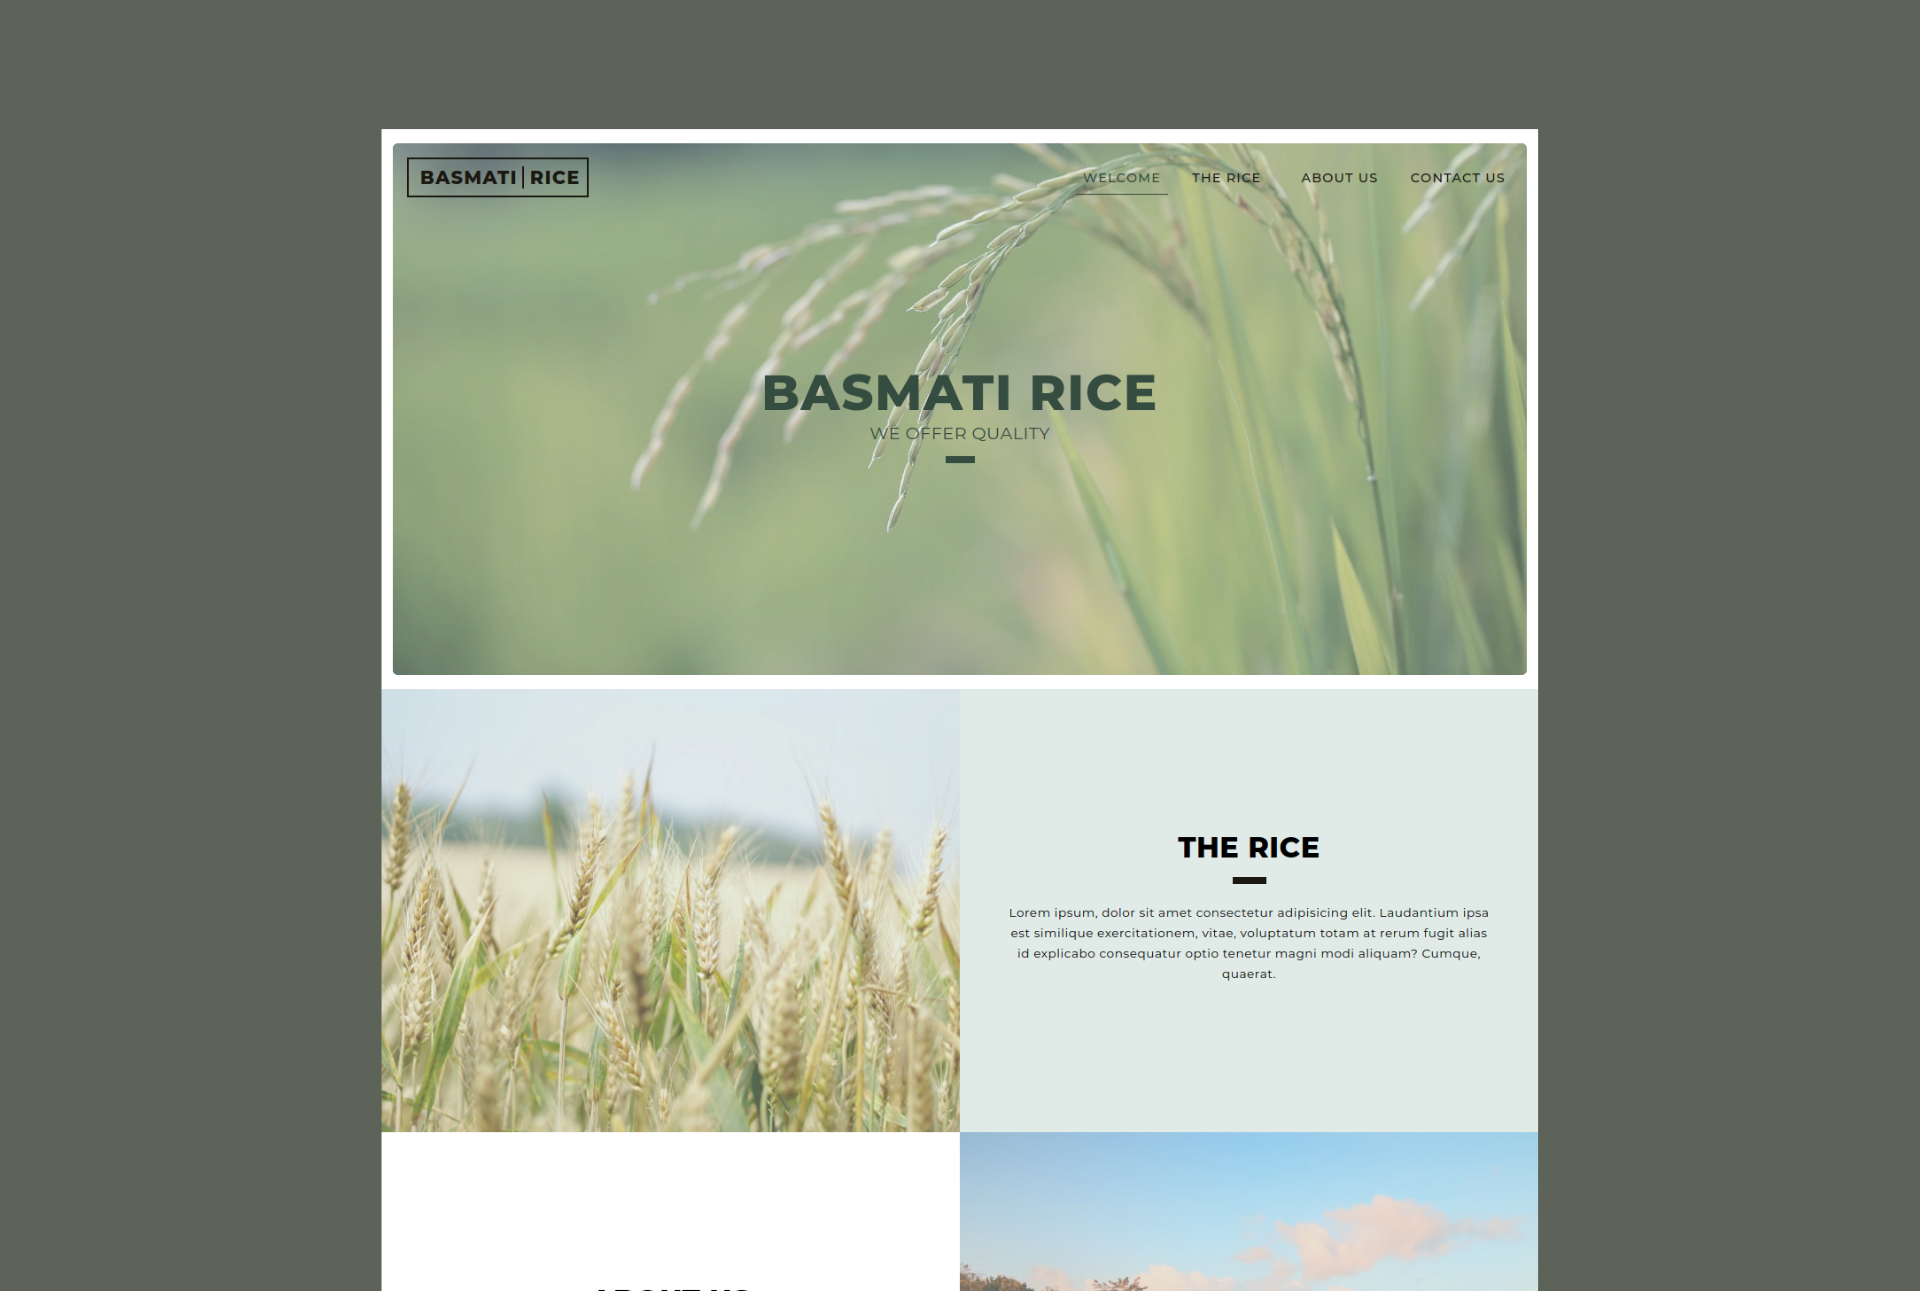 BASMATI RICE
WELCOME THE RICE ABOUT US CONTACT US
BASMATI RICE
WE OFFER QUALITY
THE RICE
Lorem ipsum, dolor sit amet consectetur adipisicing elit. Laudantium ipsa
est similique exercitationem, vitae, voluptatum totam at rerum fugit alias
id explicabo consequatur optio tenetur magni modi aliquam? Cumque,
quaerat.